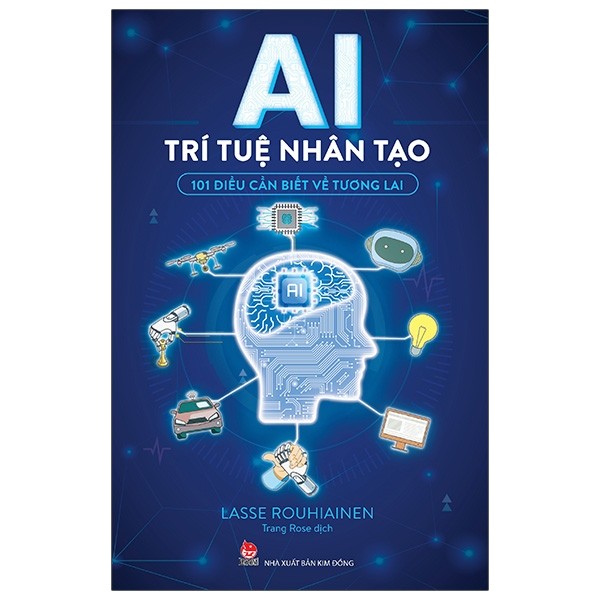 AI
TRÍ TUỆ NHÂN TẠO
101 ĐIỀU CẦN BIẾT VỀ TƯƠNG LAI
AI
LASSE ROUHIAINEN
Trang Rose dịch
NHÀ XUẤT BẢN KIM ĐỒNG